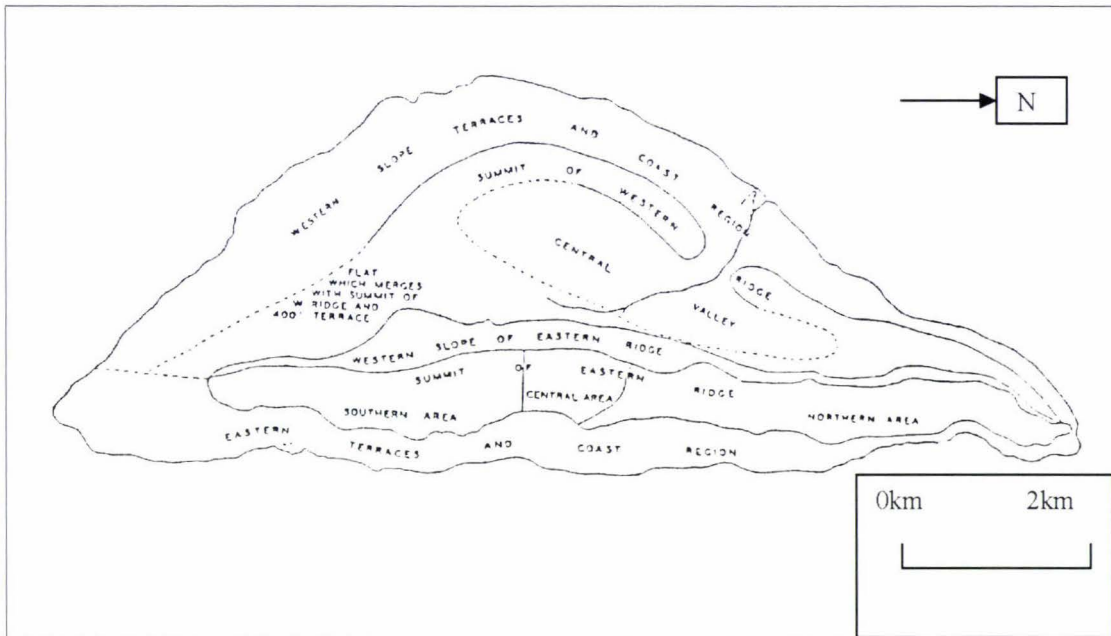 N
WESTERN SLOPE TERRACES AND COAST REGION
SUMMIT OF WESTERN RIDGE
CENTRAL VALLEY
FLAT
WHICH MERGES
WITH SUMMIT OF
W RIDGE AND
400' TERRACE
WESTERN SLOPE OF EASTERN RIDGE
SUMMIT OF EASTERN RIDGE
SOUTHERN AREA
CENTRAL AREA
NORTHERN AREA
EASTERN TERRACES AND COAST REGION
0km 2km